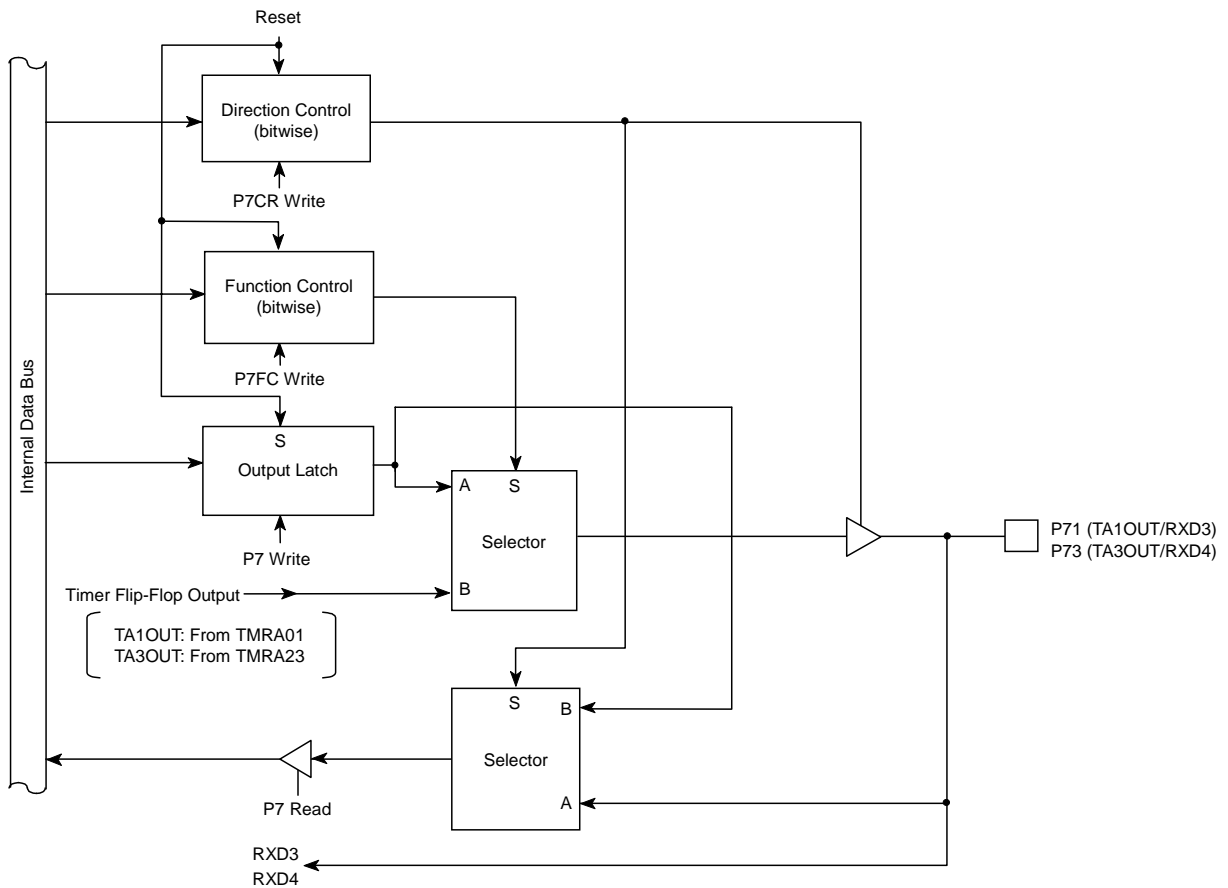 Reset
Direction Control
(bitwise)
P7CR Write
Function Control
(bitwise)
P7FC Write
Internal Data Bus
S
Output Latch
P7 Write
A
S
Selector
B
Timer Flip-Flop Output
TA1OUT: From TMRA01
TA3OUT: From TMRA23
P71 (TA1OUT/RXD3)
P73 (TA3OUT/RXD4)
S
B
Selector
A
P7 Read
RXD3
RXD4